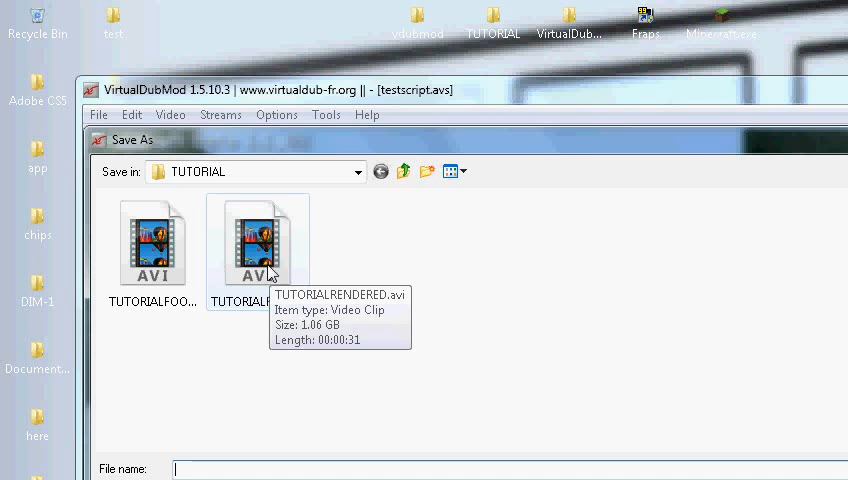 Recycle Bin
test
vdubmod
TUTORIAL
VirtualDub...
Fraps
Minecraft.exe
Adobe CS5
app
chips
DIM-1
Document...
here
VirtualDubMod 1.5.10.3 | www.virtualdub-fr.org || - [testscript.avs]
File Edit Video Streams Options Tools Help
Save As
Save in: TUTORIAL
AVI
AVI
TUTORIALFOO...
TUTORIALRENDERED.avi
Item type: Video Clip
Size: 1.06 GB
Length: 00:00:31
File name: